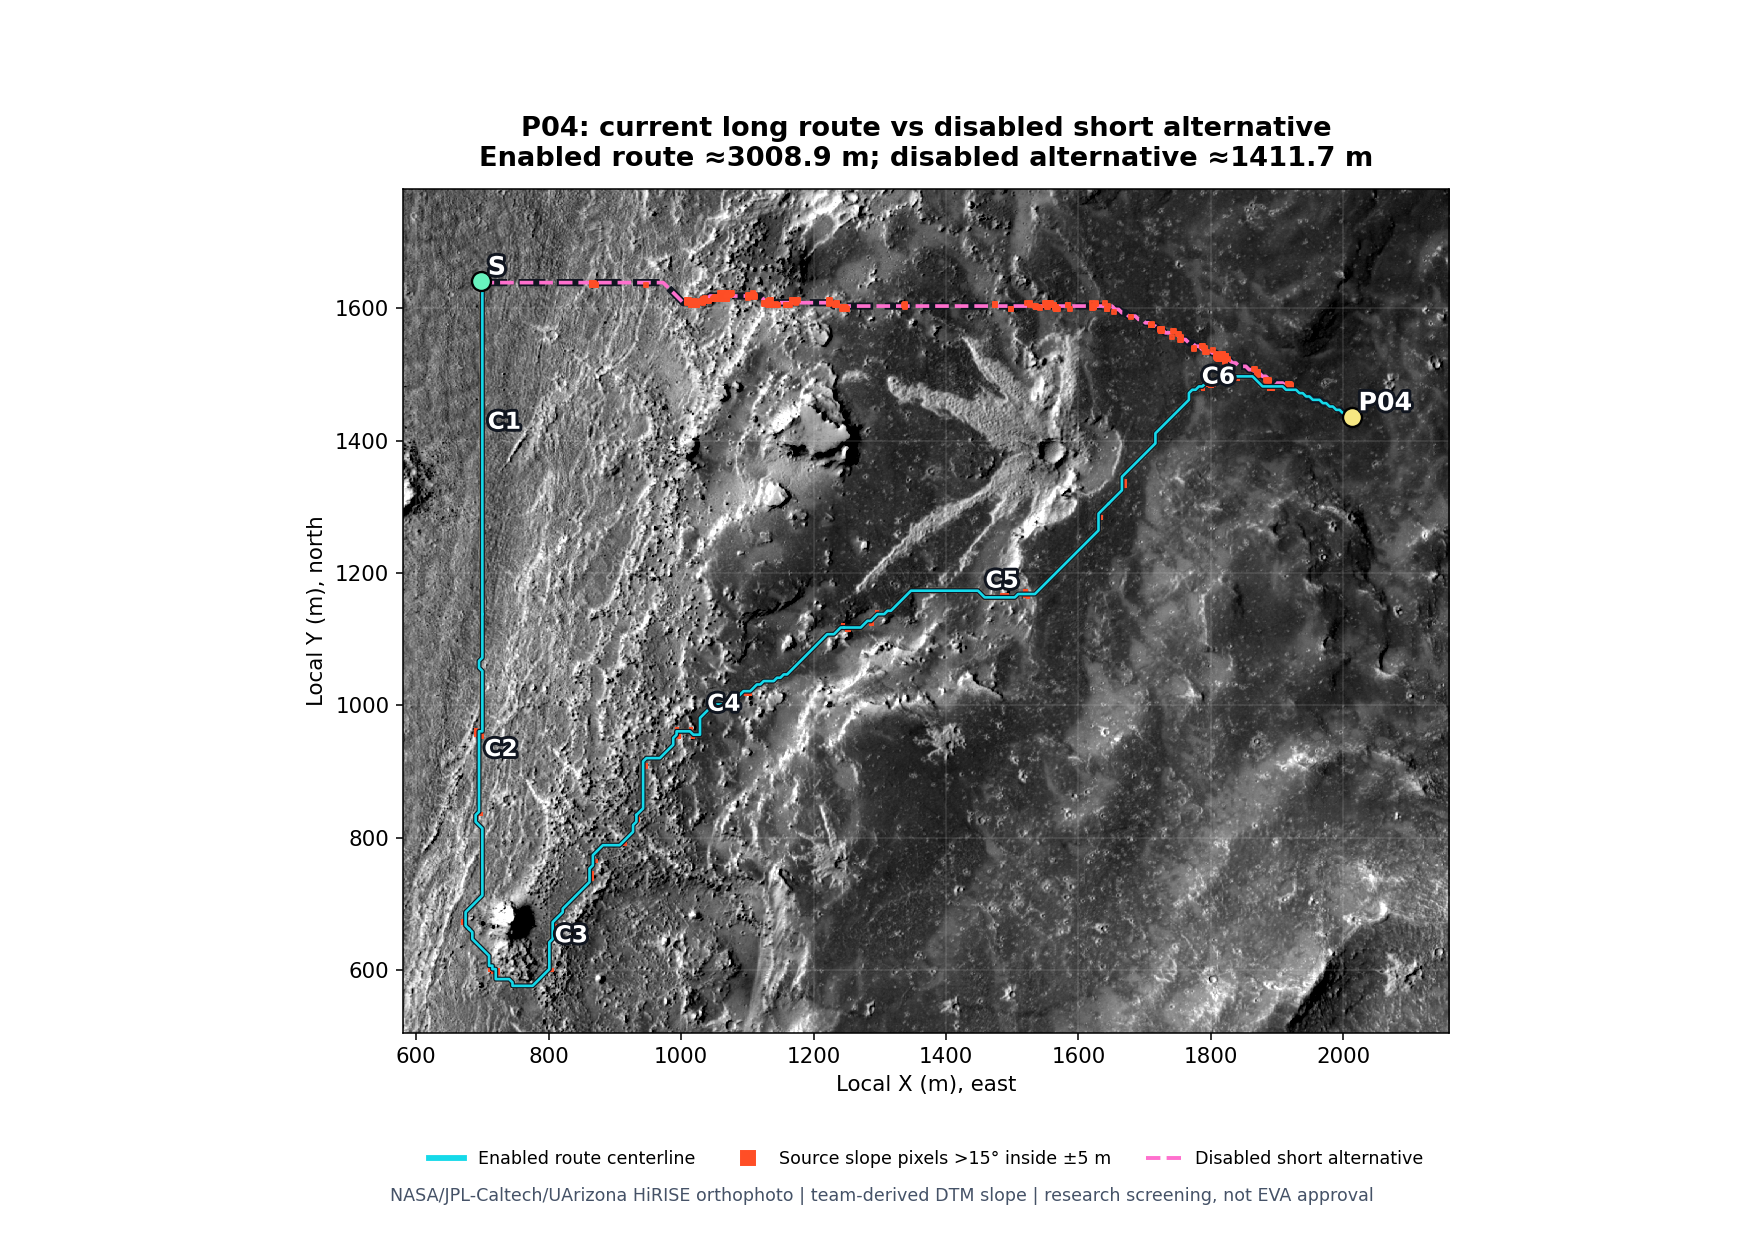 P04: current long route vs disabled short alternative
Enabled route ≈3008.9 m; disabled alternative ≈1411.7 m
S
C1
C2
C3
C4
C5
C6
P04
1600
1400
1200
1000
800
600
Local Y (m), north
600 800 1000 1200 1400 1600 1800 2000
Local X (m), east
Enabled route centerline
Source slope pixels >15° inside ±5 m
Disabled short alternative
NASA/JPL-Caltech/UArizona HiRISE orthophoto | team-derived DTM slope | research screening, not EVA approval